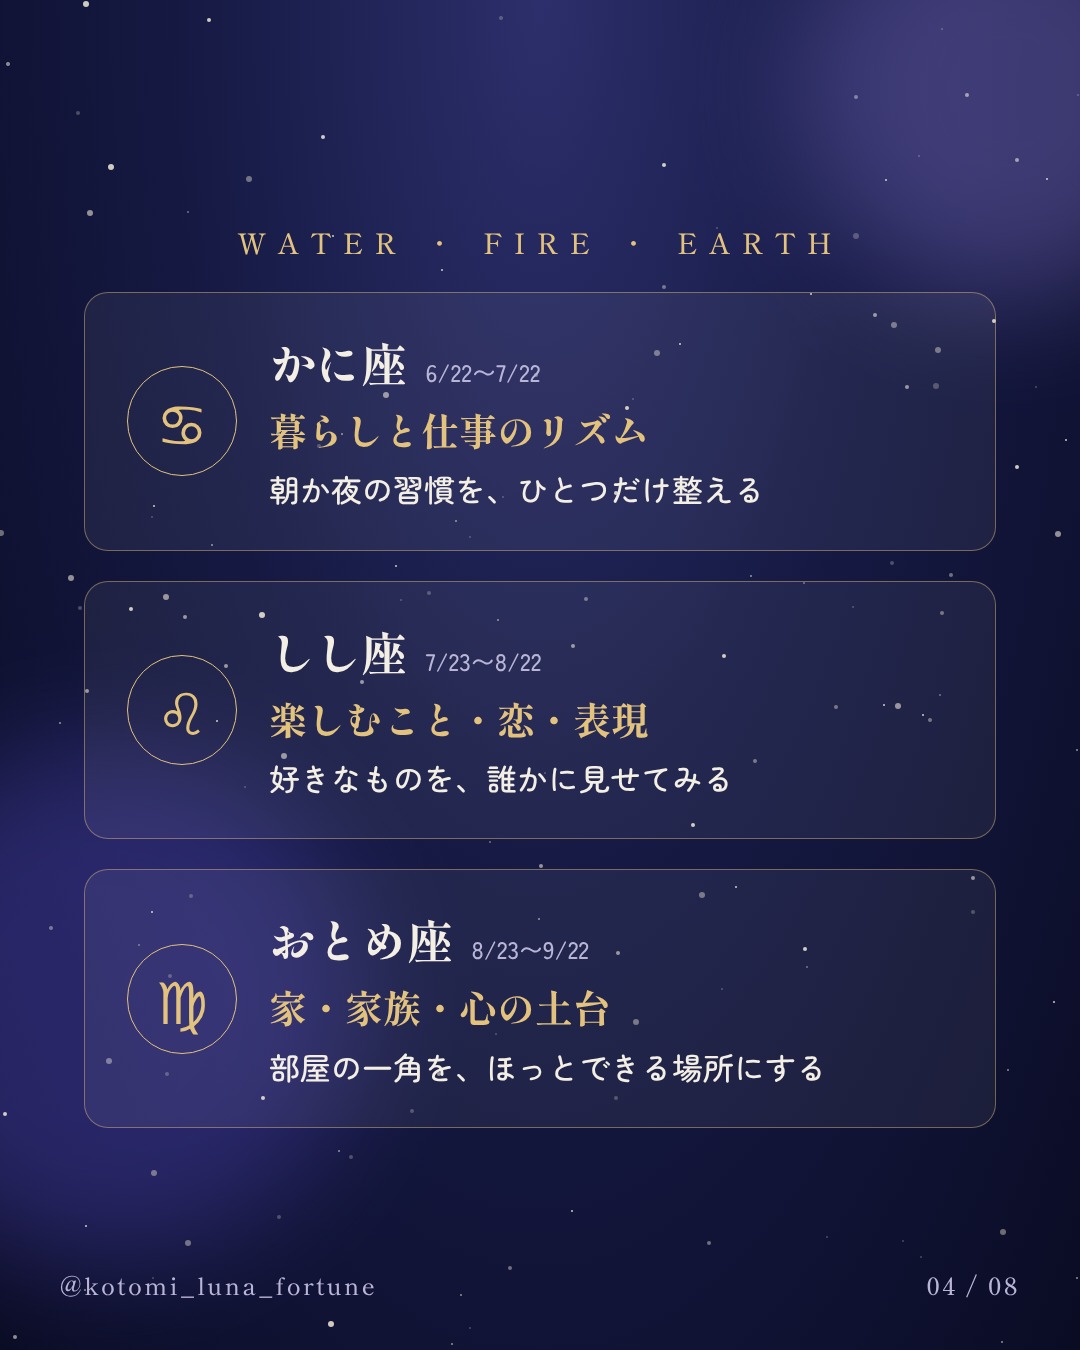 WATER · FIRE · EARTH
♋ かに座 6/22〜7/22
暮らしと仕事のリズム
朝か夜の習慣を、ひとつだけ整える
♌ しし座 7/23〜8/22
楽しむこと・恋・表現
好きなものを、誰かに見せてみる
♍ おとめ座 8/23〜9/22
家・家族・心の土台
部屋の一角を、ほっとできる場所にする
@kotomi_luna_fortune
04 / 08